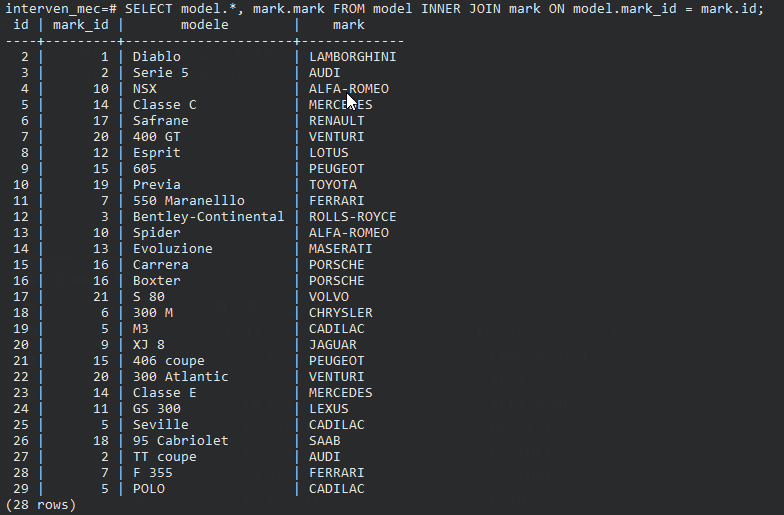 interven_mec=# SELECT model.*, mark.mark FROM model INNER JOIN mark ON model.mark_id = mark.id;
 id | mark_id |       modele       |    mark
----+---------+--------------------+-------------
  2 |       1 | Diablo             | LAMBORGHINI
  3 |       2 | Serie 5            | AUDI
  4 |      10 | NSX                | ALFA-ROMEO
  5 |      14 | Classe C           | MERCEDES
  6 |      17 | Safrane            | RENAULT
  7 |      20 | 400 GT             | VENTURI
  8 |      12 | Esprit             | LOTUS
  9 |      15 | 605                | PEUGEOT
 10 |      19 | Previa             | TOYOTA
 11 |       7 | 550 Maranelllo     | FERRARI
 12 |       3 | Bentley-Continental | ROLLS-ROYCE
 13 |      10 | Spider             | ALFA-ROMEO
 14 |      13 | Evoluzione         | MASERATI
 15 |      16 | Carrera            | PORSCHE
 16 |      16 | Boxter             | PORSCHE
 17 |      21 | S 80               | VOLVO
 18 |       6 | 300 M              | CHRYSLER
 19 |       5 | M3                 | CADILAC
 20 |       9 | XJ 8               | JAGUAR
 21 |      15 | 406 coupe          | PEUGEOT
 22 |      20 | 300 Atlantic       | VENTURI
 23 |      14 | Classe E           | MERCEDES
 24 |      11 | GS 300             | LEXUS
 25 |       5 | Seville            | CADILAC
 26 |      18 | 95 Cabriolet       | SAAB
 27 |       2 | TT coupe           | AUDI
 28 |       7 | F 355              | FERRARI
 29 |       5 | POLO               | CADILAC
(28 rows)